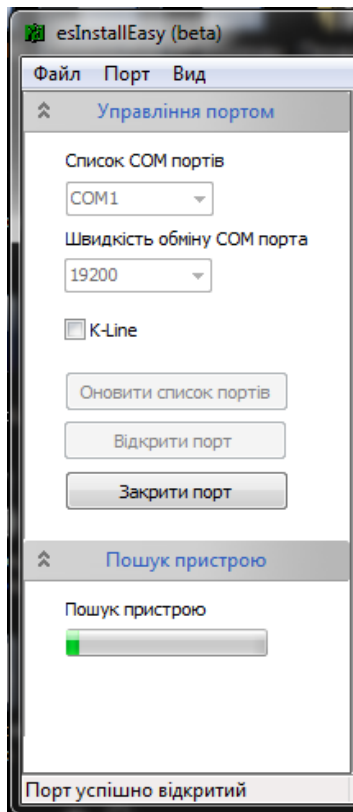 esInstallEasy (beta)
Файл Порт Вид
Управління портом
Список COM портів
COM1
Швидкість обміну COM порта
19200
K-Line
Оновити список портів
Відкрити порт
Закрити порт
Пошук пристрою
Пошук пристрою
Порт успішно відкритий